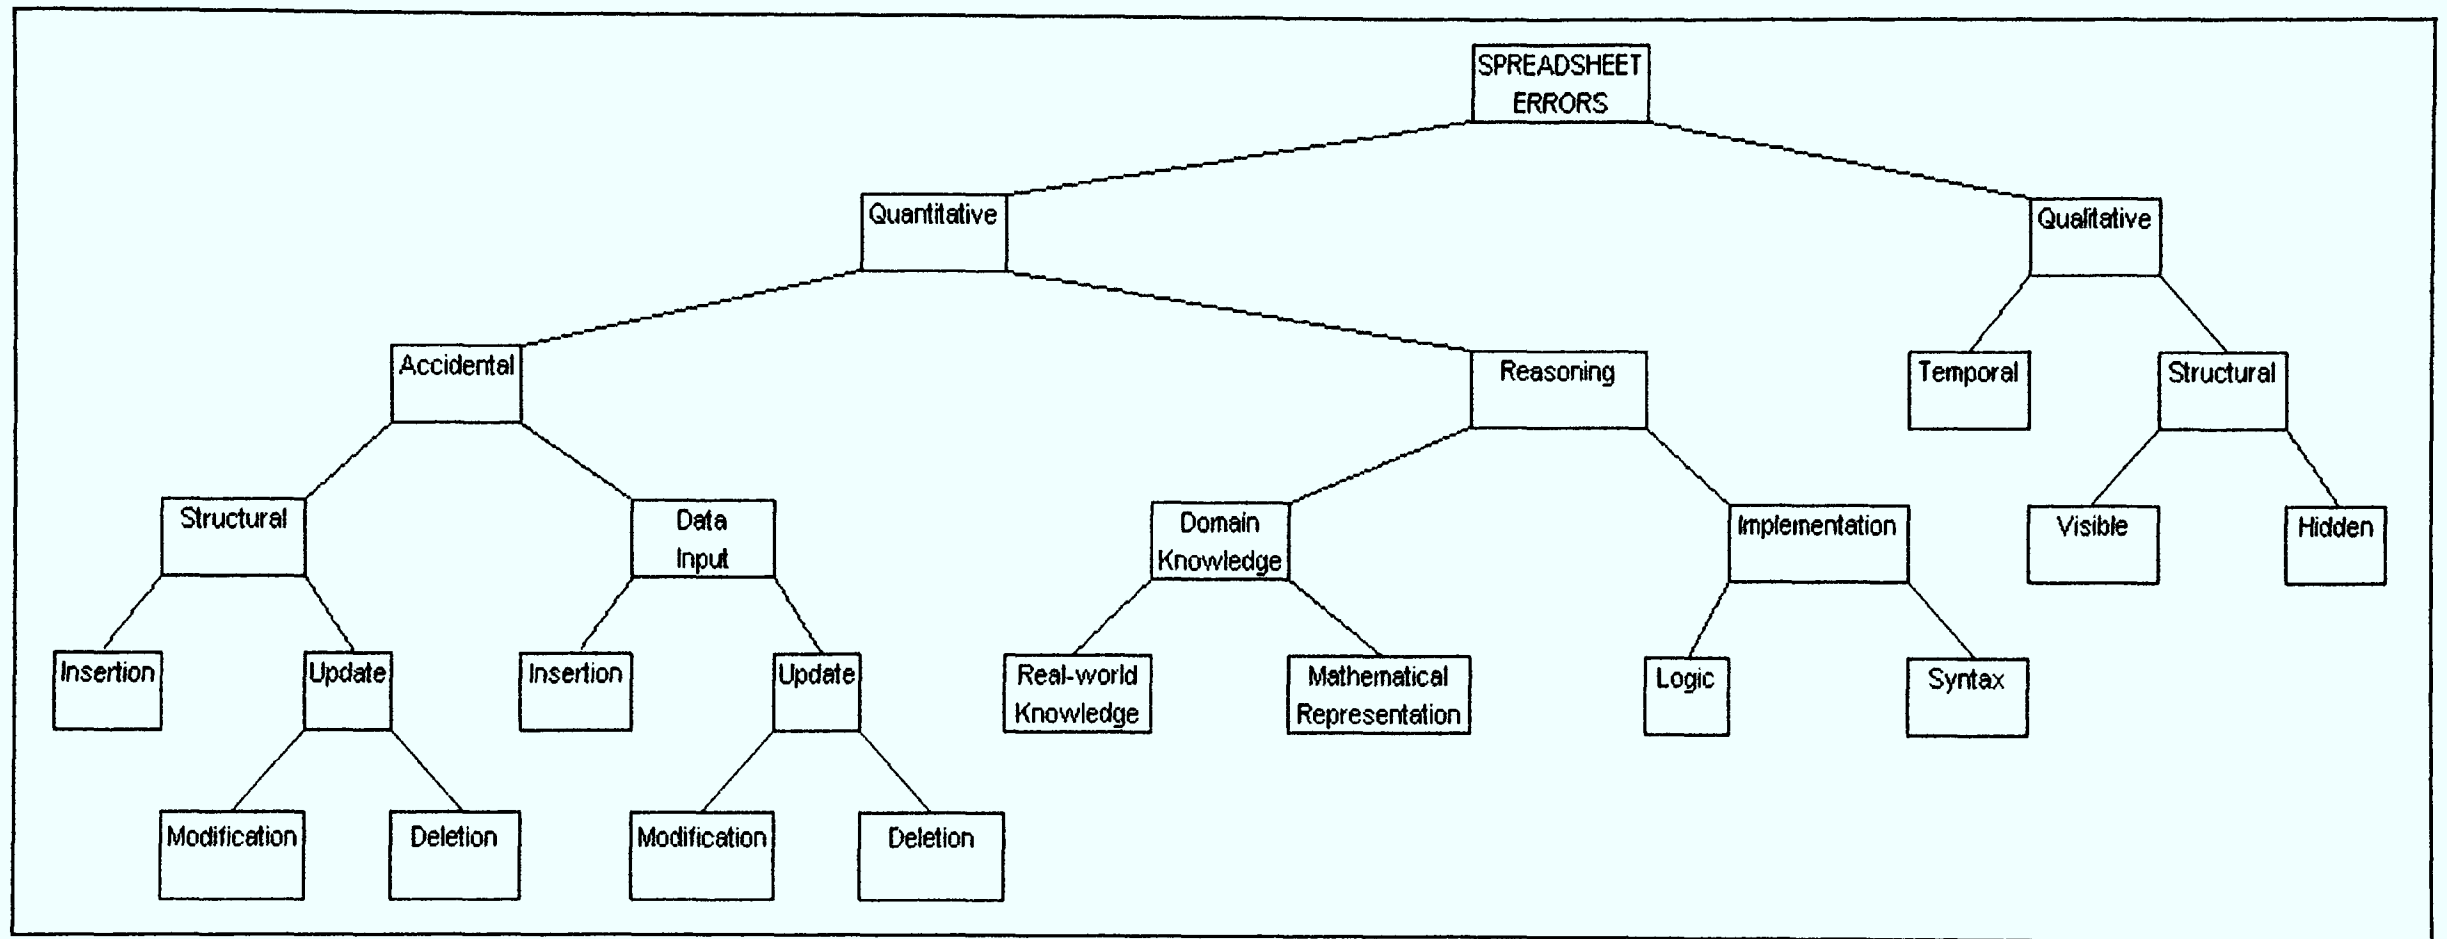 SPREADSHEET
ERRORS
Quantitative
Qualitative
Accidental
Reasoning
Temporal
Structural
Structural
Data
Input
Domain
Knowledge
Implementation
Visible
Hidden
Insertion
Update
Insertion
Update
Real-world
Knowledge
Mathematical
Representation
Logic
Syntax
Modification
Deletion
Modification
Deletion